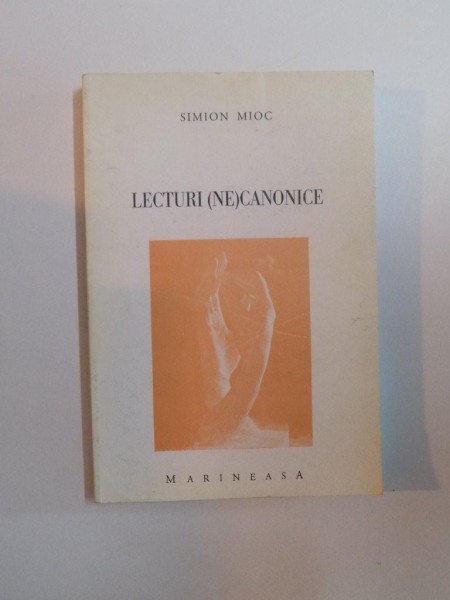 SIMION MIOC
LECTURI (NE)CANONICE
MARINEASA